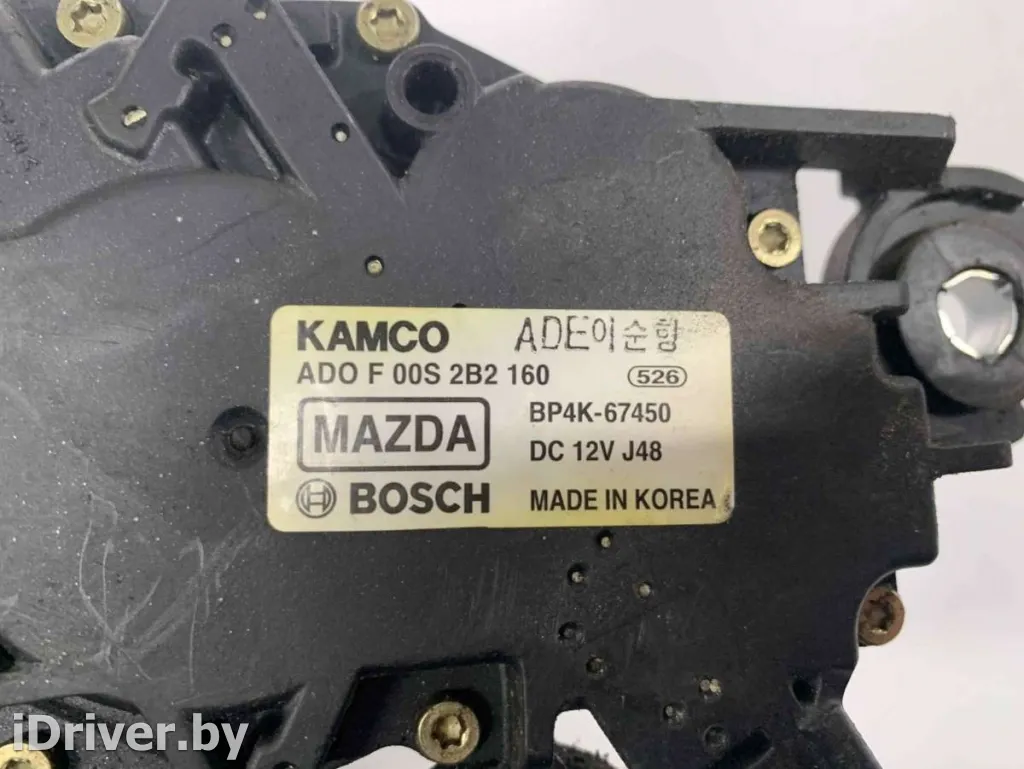 KAMCO ADE이순형
ADO F 00S 2B2 160 526
MAZDA BP4K-67450
DC 12V J48
BOSCH MADE IN KOREA
iDriver.by